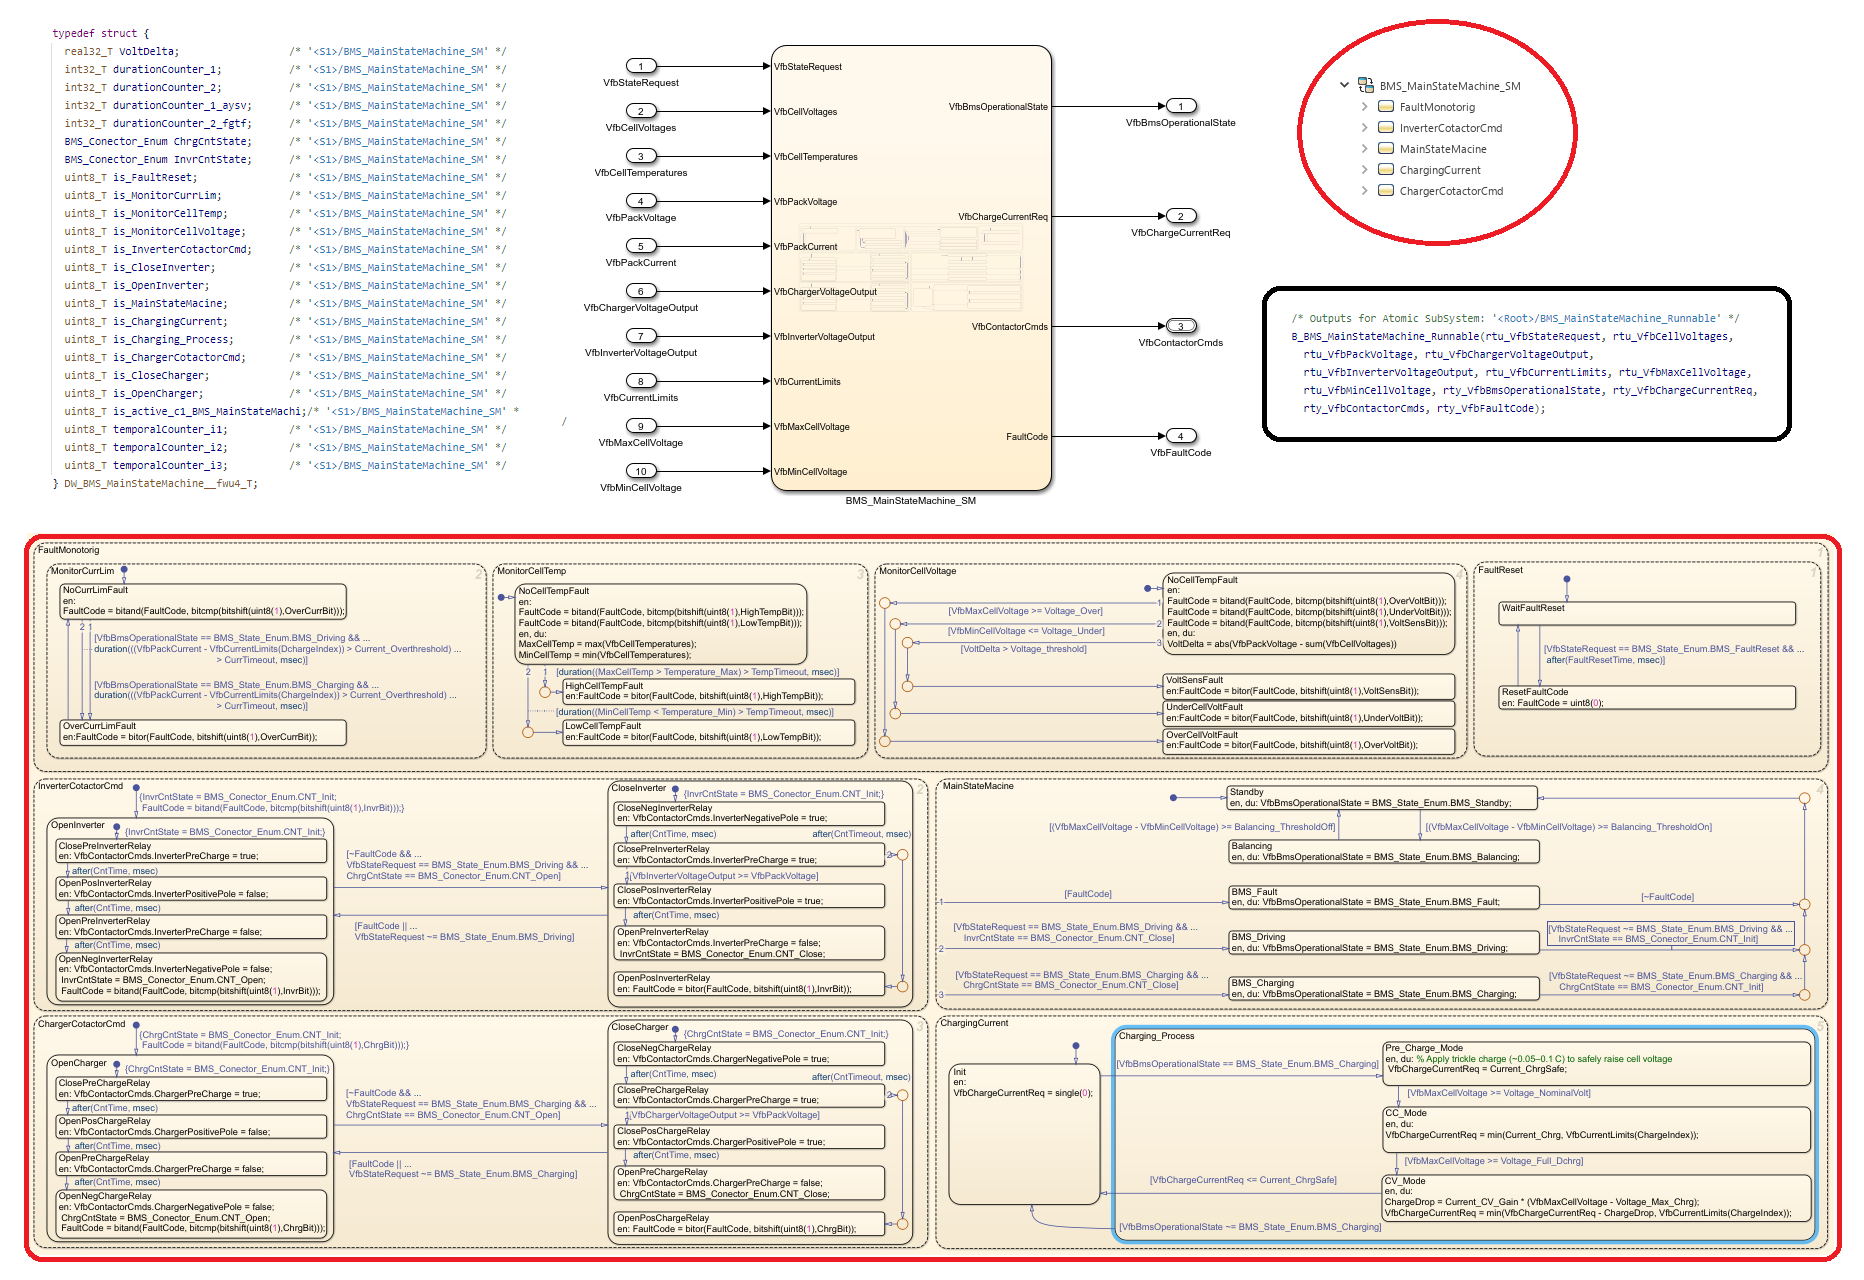 typedef struct {
real32_T VoltDelta; /* '<S1>/BMS_MainStateMachine_SM' */
int32_T durationCounter_1; /* '<S1>/BMS_MainStateMachine_SM' */
int32_T durationCounter_2; /* '<S1>/BMS_MainStateMachine_SM' */
int32_T durationCounter_1_aysv; /* '<S1>/BMS_MainStateMachine_SM' */
int32_T durationCounter_2_fgtf; /* '<S1>/BMS_MainStateMachine_SM' */
BMS_Conector_Enum ChrgCntState; /* '<S1>/BMS_MainStateMachine_SM' */
BMS_Conector_Enum InvrCntState; /* '<S1>/BMS_MainStateMachine_SM' */
uint8_T is_FaultReset; /* '<S1>/BMS_MainStateMachine_SM' */
uint8_T is_MonitorCurrLim; /* '<S1>/BMS_MainStateMachine_SM' */
uint8_T is_MonitorCellTemp; /* '<S1>/BMS_MainStateMachine_SM' */
uint8_T is_MonitorCellVoltage; /* '<S1>/BMS_MainStateMachine_SM' */
uint8_T is_InverterCotactorCmd; /* '<S1>/BMS_MainStateMachine_SM' */
uint8_T is_CloseInverter; /* '<S1>/BMS_MainStateMachine_SM' */
uint8_T is_OpenInverter; /* '<S1>/BMS_MainStateMachine_SM' */
uint8_T is_MainStateMacine; /* '<S1>/BMS_MainStateMachine_SM' */
uint8_T is_ChargingCurrent; /* '<S1>/BMS_MainStateMachine_SM' */
uint8_T is_Charging_Process; /* '<S1>/BMS_MainStateMachine_SM' */
uint8_T is_ChargerCotactorCmd; /* '<S1>/BMS_MainStateMachine_SM' */
uint8_T is_CloseCharger; /* '<S1>/BMS_MainStateMachine_SM' */
uint8_T is_OpenCharger; /* '<S1>/BMS_MainStateMachine_SM' */
uint8_T is_active_c1_BMS_MainStateMachi;/* '<S1>/BMS_MainStateMachine_SM' *
/
uint8_T temporalCounter_i1; /* '<S1>/BMS_MainStateMachine_SM' */
uint8_T temporalCounter_i2; /* '<S1>/BMS_MainStateMachine_SM' */
uint8_T temporalCounter_i3; /* '<S1>/BMS_MainStateMachine_SM' */
} DW_BMS_MainStateMachine__fwu4_T;
1
VfbStateRequest
2
VfbCellVoltages
3
VfbCellTemperatures
4
VfbPackVoltage
5
VfbPackCurrent
6
VfbChargerVoltageOutput
7
VfbInverterVoltageOutput
8
VfbCurrentLimits
9
VfbMaxCellVoltage
10
VfbMinCellVoltage
VfbStateRequest
VfbCellVoltages
VfbCellTemperatures
VfbPackVoltage
VfbPackCurrent
VfbChargerVoltageOutput
VfbInverterVoltageOutput
VfbCurrentLimits
VfbMaxCellVoltage
VfbMinCellVoltage
VfbBmsOperationalState
VfbChargeCurrentReq
VfbContactorCmds
FaultCode
BMS_MainStateMachine_SM
1
VfbBmsOperationalState
2
VfbChargeCurrentReq
3
VfbContactorCmds
4
VfbFaultCode
BMS_MainStateMachine_SM
FaultMonotorig
InverterCotactorCmd
MainStateMacine
ChargingCurrent
ChargerCotactorCmd
/* Outputs for Atomic SubSystem: '<Root>/BMS_MainStateMachine_Runnable' */
B_BMS_MainStateMachine_Runnable(rtu_VfbStateRequest, rtu_VfbCellVoltages,
rtu_VfbPackVoltage, rtu_VfbChargerVoltageOutput,
rtu_VfbInverterVoltageOutput, rtu_VfbCurrentLimits, rtu_VfbMaxCellVoltage,
rtu_VfbMinCellVoltage, rty_VfbBmsOperationalState, rty_VfbChargeCurrentReq,
rty_VfbContactorCmds, rty_VfbFaultCode);
FaultMonotorig
1
MonitorCurrLim
2
NoCurrLimFault
en:
FaultCode = bitand(FaultCode, bitcmp(bitshift(uint8(1),OverCurrBit)));
2 1
[VfbBmsOperationalState == BMS_State_Enum.BMS_Driving && ...
duration(((VfbPackCurrent - VfbCurrentLimits(DchargeIndex)) > Current_Overthreshold) ...
> CurrTimeout, msec)]
[VfbBmsOperationalState == BMS_State_Enum.BMS_Charging && ...
duration(((VfbPackCurrent - VfbCurrentLimits(ChargeIndex)) > Current_Overthreshold) ...
> CurrTimeout, msec)]
OverCurrLimFault
en:FaultCode = bitor(FaultCode, bitshift(uint8(1),OverCurrBit));
MonitorCellTemp
3
NoCellTempFault
en:
FaultCode = bitand(FaultCode, bitcmp(bitshift(uint8(1),HighTempBit)));
FaultCode = bitand(FaultCode, bitcmp(bitshift(uint8(1),LowTempBit)));
en, du:
MaxCellTemp = max(VfbCellTemperatures);
MinCellTemp = min(VfbCellTemperatures);
2 1
[duration((MaxCellTemp > Temperature_Max) > TempTimeout, msec)]
HighCellTempFault
en:FaultCode = bitor(FaultCode, bitshift(uint8(1),HighTempBit));
[duration((MinCellTemp < Temperature_Min) > TempTimeout, msec)]
LowCellTempFault
en:FaultCode = bitor(FaultCode, bitshift(uint8(1),LowTempBit));
MonitorCellVoltage
4
NoCellTempFault
en:
FaultCode = bitand(FaultCode, bitcmp(bitshift(uint8(1),OverVoltBit)));
FaultCode = bitand(FaultCode, bitcmp(bitshift(uint8(1),UnderVoltBit)));
FaultCode = bitand(FaultCode, bitcmp(bitshift(uint8(1),VoltSensBit)));
en, du:
VoltDelta = abs(VfbPackVoltage - sum(VfbCellVoltages))
1
[VfbMaxCellVoltage >= Voltage_Over]
2
[VfbMinCellVoltage <= Voltage_Under]
3
[VoltDelta > Voltage_threshold]
VoltSensFault
en:FaultCode = bitor(FaultCode, bitshift(uint8(1),VoltSensBit));
UnderCellVoltFault
en:FaultCode = bitor(FaultCode, bitshift(uint8(1),UnderVoltBit));
OverCellVoltFault
en:FaultCode = bitor(FaultCode, bitshift(uint8(1),OverVoltBit));
FaultReset
1
WaitFaultReset
[VfbStateRequest == BMS_State_Enum.BMS_FaultReset && ...
after(FaultResetTime, msec)]
ResetFaultCode
en: FaultCode = uint8(0);
InverterCotactorCmd
2
{InvrCntState = BMS_Conector_Enum.CNT_Init;
FaultCode = bitand(FaultCode, bitcmp(bitshift(uint8(1),InvrBit)));}
OpenInverter
{InvrCntState = BMS_Conector_Enum.CNT_Init;}
ClosePreInverterRelay
en: VfbContactorCmds.InverterPreCharge = true;
after(CntTime, msec)
OpenPosInverterRelay
en: VfbContactorCmds.InverterPositivePole = false;
after(CntTime, msec)
OpenPreInverterRelay
en: VfbContactorCmds.InverterPreCharge = false;
after(CntTime, msec)
OpenNegInverterRelay
en: VfbContactorCmds.InverterNegativePole = false;
InvrCntState = BMS_Conector_Enum.CNT_Open;
FaultCode = bitand(FaultCode, bitcmp(bitshift(uint8(1),InvrBit)));
[~FaultCode && ...
VfbStateRequest == BMS_State_Enum.BMS_Driving && ...
ChrgCntState == BMS_Conector_Enum.CNT_Open]
[FaultCode || ...
VfbStateRequest ~= BMS_State_Enum.BMS_Driving]
CloseInverter
{InvrCntState = BMS_Conector_Enum.CNT_Init;}
CloseNegInverterRelay
en: VfbContactorCmds.InverterNegativePole = true;
after(CntTime, msec)
after(CntTimeout, msec)
ClosePreInverterRelay
en: VfbContactorCmds.InverterPreCharge = true;
2
1
[VfbInverterVoltageOutput >= VfbPackVoltage]
ClosePosInverterRelay
en: VfbContactorCmds.InverterPositivePole = true;
after(CntTime, msec)
OpenPreInverterRelay
en: VfbContactorCmds.InverterPreCharge = false;
InvrCntState = BMS_Conector_Enum.CNT_Close;
OpenPosInverterRelay
en: FaultCode = bitor(FaultCode, bitshift(uint8(1),InvrBit));
MainStateMacine
4
Standby
en, du: VfbBmsOperationalState = BMS_State_Enum.BMS_Standby;
[(VfbMaxCellVoltage - VfbMinCellVoltage) >= Balancing_ThresholdOff]
[(VfbMaxCellVoltage - VfbMinCellVoltage) >= Balancing_ThresholdOn]
Balancing
en, du: VfbBmsOperationalState = BMS_State_Enum.BMS_Balancing;
1
[FaultCode]
BMS_Fault
en, du: VfbBmsOperationalState = BMS_State_Enum.BMS_Fault;
[~FaultCode]
2
[VfbStateRequest == BMS_State_Enum.BMS_Driving && ...
InvrCntState == BMS_Conector_Enum.CNT_Close]
BMS_Driving
en, du: VfbBmsOperationalState = BMS_State_Enum.BMS_Driving;
[VfbStateRequest ~= BMS_State_Enum.BMS_Driving && ...
InvrCntState == BMS_Conector_Enum.CNT_Init]
3
[VfbStateRequest == BMS_State_Enum.BMS_Charging && ...
ChrgCntState == BMS_Conector_Enum.CNT_Close]
BMS_Charging
en, du: VfbBmsOperationalState = BMS_State_Enum.BMS_Charging;
[VfbStateRequest ~= BMS_State_Enum.BMS_Charging && ...
ChrgCntState == BMS_Conector_Enum.CNT_Init]
ChargerCotactorCmd
3
{ChrgCntState = BMS_Conector_Enum.CNT_Init;
FaultCode = bitand(FaultCode, bitcmp(bitshift(uint8(1),ChrgBit)));}
OpenCharger
{ChrgCntState = BMS_Conector_Enum.CNT_Init;}
ClosePreChargeRelay
en: VfbContactorCmds.ChargerPreCharge = true;
after(CntTime, msec)
OpenPosChargeRelay
en: VfbContactorCmds.ChargerPositivePole = false;
after(CntTime, msec)
OpenPreChargeRelay
en: VfbContactorCmds.ChargerPreCharge = false;
after(CntTime, msec)
OpenNegChargeRelay
en: VfbContactorCmds.ChargerNegativePole = false;
ChrgCntState = BMS_Conector_Enum.CNT_Open;
FaultCode = bitand(FaultCode, bitcmp(bitshift(uint8(1),ChrgBit)));
[~FaultCode && ...
VfbStateRequest == BMS_State_Enum.BMS_Charging && ...
ChrgCntState == BMS_Conector_Enum.CNT_Open]
[FaultCode || ...
VfbStateRequest ~= BMS_State_Enum.BMS_Charging]
CloseCharger
{ChrgCntState = BMS_Conector_Enum.CNT_Init;}
CloseNegChargeRelay
en: VfbContactorCmds.ChargerNegativePole = true;
after(CntTime, msec)
after(CntTimeout, msec)
ClosePreChargeRelay
en: VfbContactorCmds.ChargerPreCharge = true;
2
1
[VfbChargerVoltageOutput >= VfbPackVoltage]
ClosePosChargeRelay
en: VfbContactorCmds.ChargerPositivePole = true;
after(CntTime, msec)
OpenPreChargeRelay
en: VfbContactorCmds.ChargerPreCharge = false;
ChrgCntState = BMS_Conector_Enum.CNT_Close;
OpenPosChargeRelay
en: FaultCode = bitor(FaultCode, bitshift(uint8(1),ChrgBit));
ChargingCurrent
5
Init
en:
VfbChargeCurrentReq = single(0);
[VfbBmsOperationalState == BMS_State_Enum.BMS_Charging]
[VfbChargeCurrentReq <= Current_ChrgSafe]
[VfbBmsOperationalState ~= BMS_State_Enum.BMS_Charging]
Charging_Process
Pre_Charge_Mode
en, du: % Apply trickle charge (~0.05–0.1 C) to safely raise cell voltage
VfbChargeCurrentReq = Current_ChrgSafe;
[VfbMaxCellVoltage >= Voltage_NominalVolt]
CC_Mode
en, du:
VfbChargeCurrentReq = min(Current_Chrg, VfbCurrentLimits(ChargeIndex));
[VfbMaxCellVoltage >= Voltage_Full_Dchrg]
CV_Mode
en, du:
ChargeDrop = Current_CV_Gain * (VfbMaxCellVoltage - Voltage_Max_Chrg);
VfbChargeCurrentReq = min(VfbChargeCurrentReq - ChargeDrop, VfbCurrentLimits(ChargeIndex));